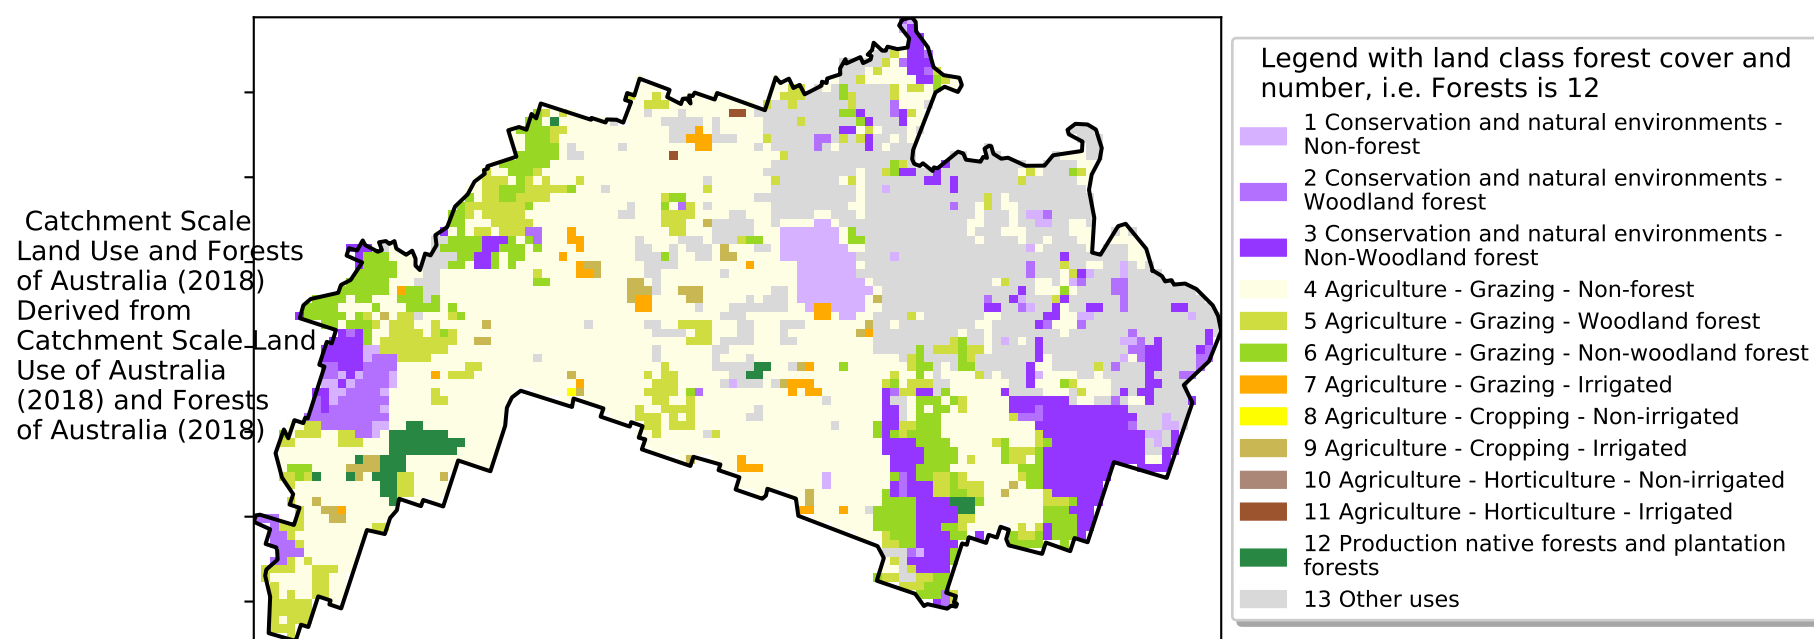 Catchment Scale
Land Use and Forests
of Australia (2018)
Derived from
Catchment Scale Land
Use of Australia
(2018) and Forests
of Australia (2018)
Legend with land class forest cover and
number, i.e. Forests is 12
1 Conservation and natural environments -
Non-forest
2 Conservation and natural environments -
Woodland forest
3 Conservation and natural environments -
Non-Woodland forest
4 Agriculture - Grazing - Non-forest
5 Agriculture - Grazing - Woodland forest
6 Agriculture - Grazing - Non-woodland forest
7 Agriculture - Grazing - Irrigated
8 Agriculture - Cropping - Non-irrigated
9 Agriculture - Cropping - Irrigated
10 Agriculture - Horticulture - Non-irrigated
11 Agriculture - Horticulture - Irrigated
12 Production native forests and plantation
forests
13 Other uses